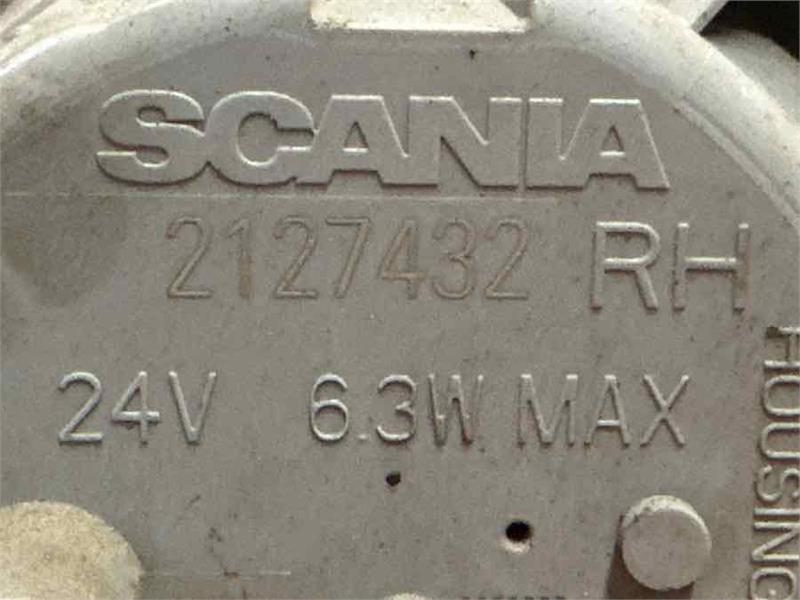 SCANIA
2127432 RH
24V 6.3W MAX
HOUSING